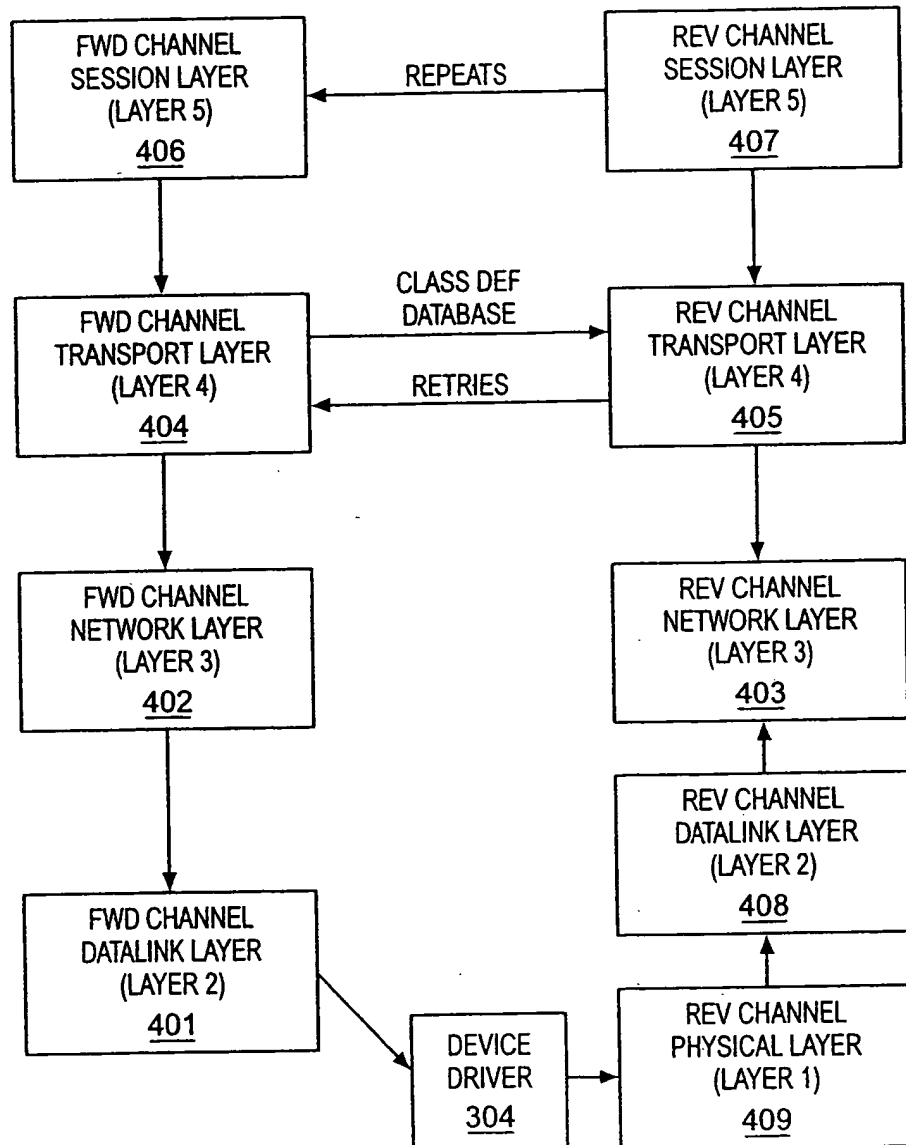 FWD CHANNEL
SESSION LAYER
(LAYER 5)
406
REPEATS
REV CHANNEL
SESSION LAYER
(LAYER 5)
407
FWD CHANNEL
TRANSPORT LAYER
(LAYER 4)
404
CLASS DEF
DATABASE
RETRIES
REV CHANNEL
TRANSPORT LAYER
(LAYER 4)
405
FWD CHANNEL
NETWORK LAYER
(LAYER 3)
402
REV CHANNEL
NETWORK LAYER
(LAYER 3)
403
REV CHANNEL
DATALINK LAYER
(LAYER 2)
408
FWD CHANNEL
DATALINK LAYER
(LAYER 2)
401
DEVICE
DRIVER
304
REV CHANNEL
PHYSICAL LAYER
(LAYER 1)
409